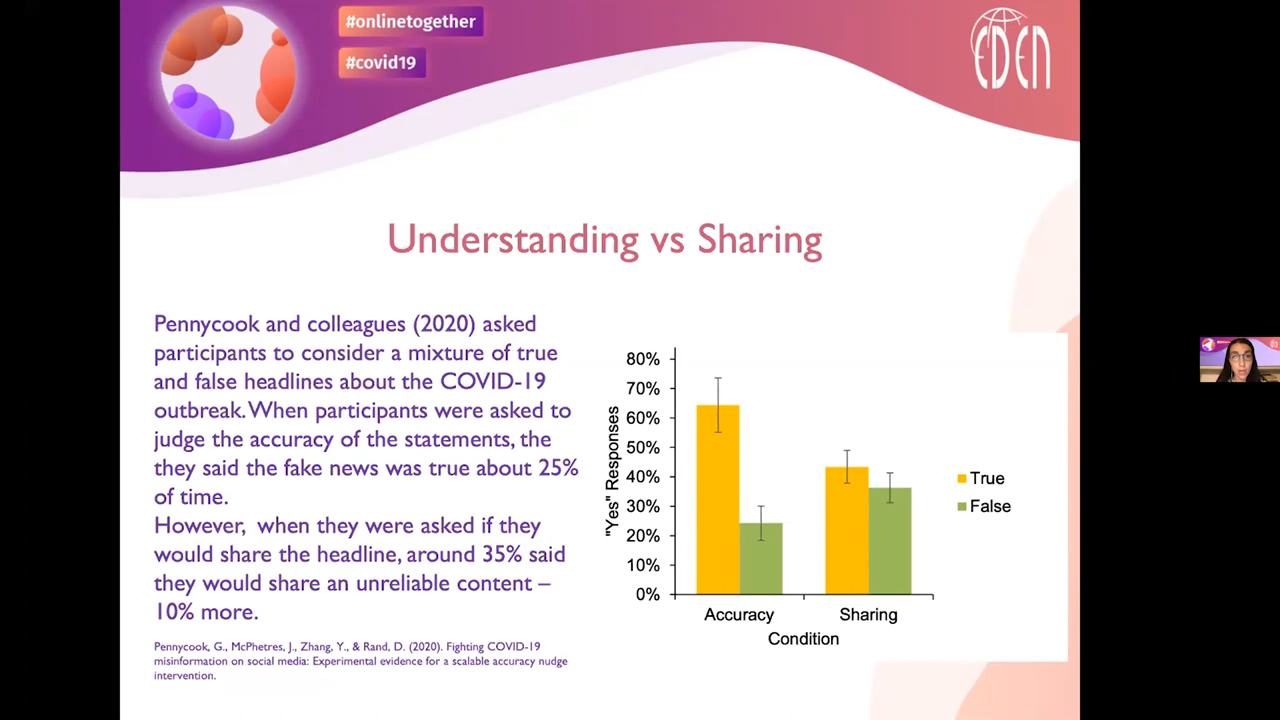 #onlinetogether
#covid19
EDEN
Understanding vs Sharing
Pennycook and colleagues (2020) asked
participants to consider a mixture of true
and false headlines about the COVID-19
outbreak. When participants were asked to
judge the accuracy of the statements, the
they said the fake news was true about 25%
of time.
However, when they were asked if they
would share the headline, around 35% said
they would share an unreliable content –
10% more.
Pennycook, G., McPhetres, J., Zhang, Y., & Rand, D. (2020). Fighting COVID-19
misinformation on social media: Experimental evidence for a scalable accuracy nudge
intervention.
"Yes" Responses
80%
70%
60%
50%
40%
30%
20%
10%
0%
Accuracy
Sharing
Condition
True
False